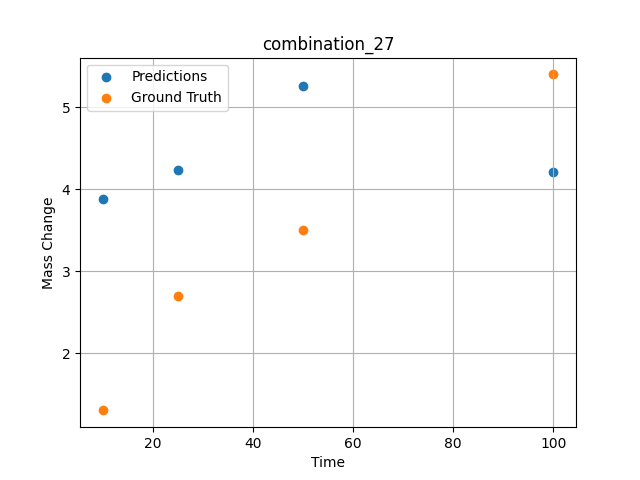 combination_27
Predictions
Ground Truth
Mass Change
5
4
3
2
20 40 60 80 100
Time